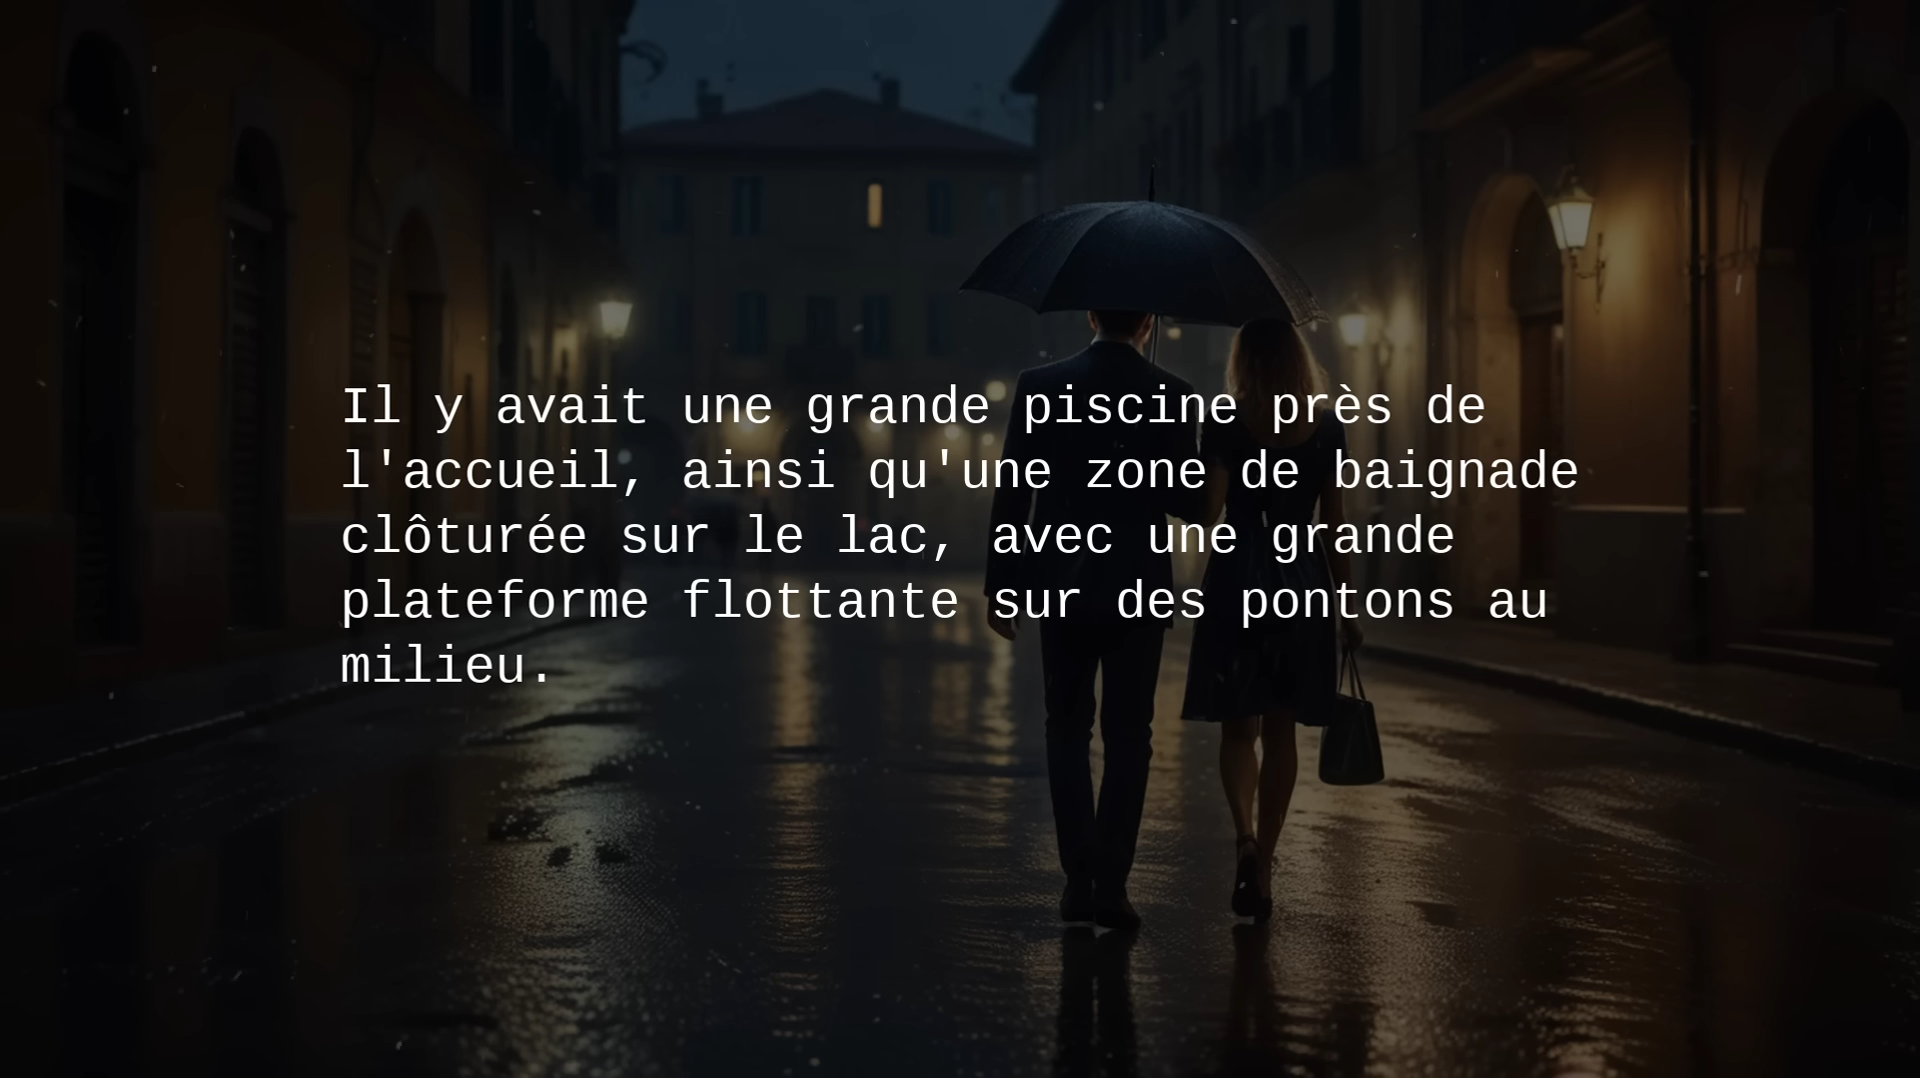 Il y avait une grande piscine près de
l'accueil, ainsi qu'une zone de baignade
clôturée sur le lac, avec une grande
plateforme flottante sur des pontons au
milieu.